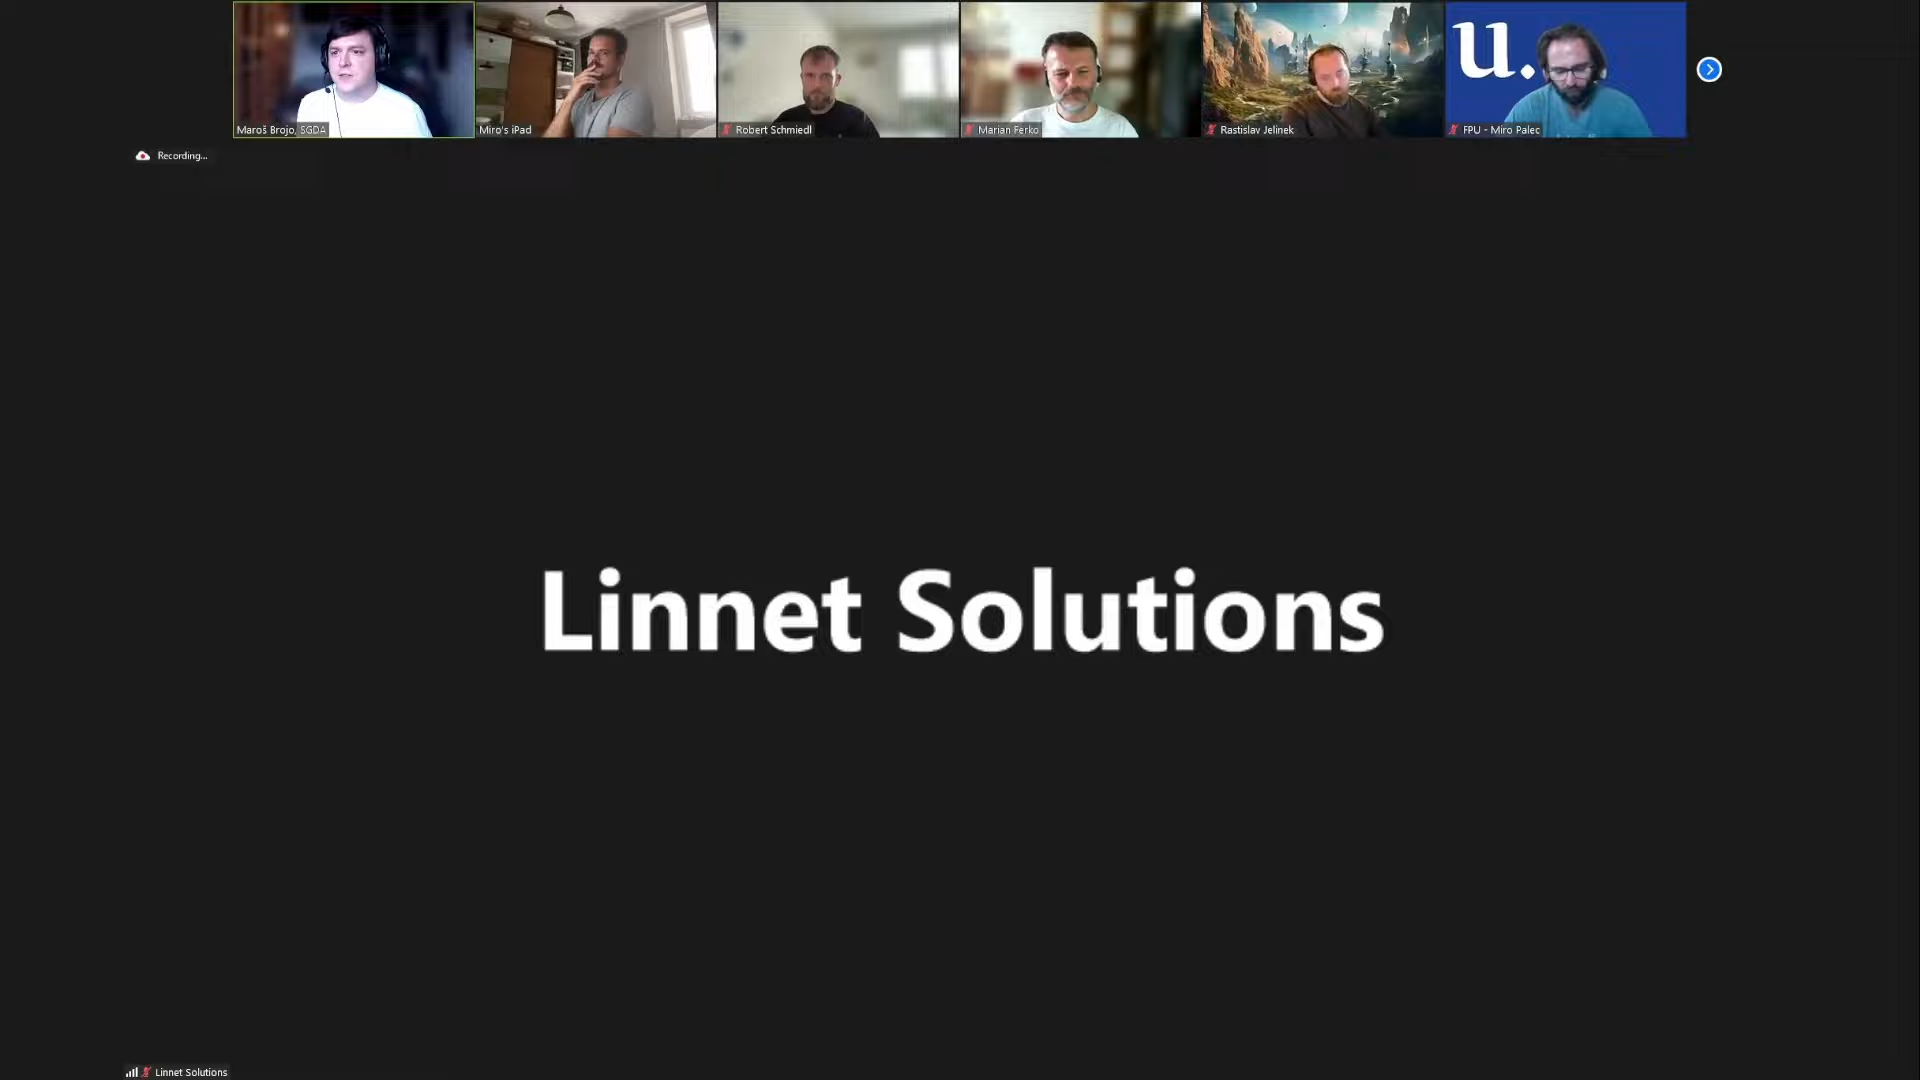 u.
Maroš Brojo, SGDA
Miro's iPad
Robert Schmiedl
Marian Ferko
Rastislav Jelinek
FPU - Miro Palec
Recording...
Linnet Solutions
Linnet Solutions